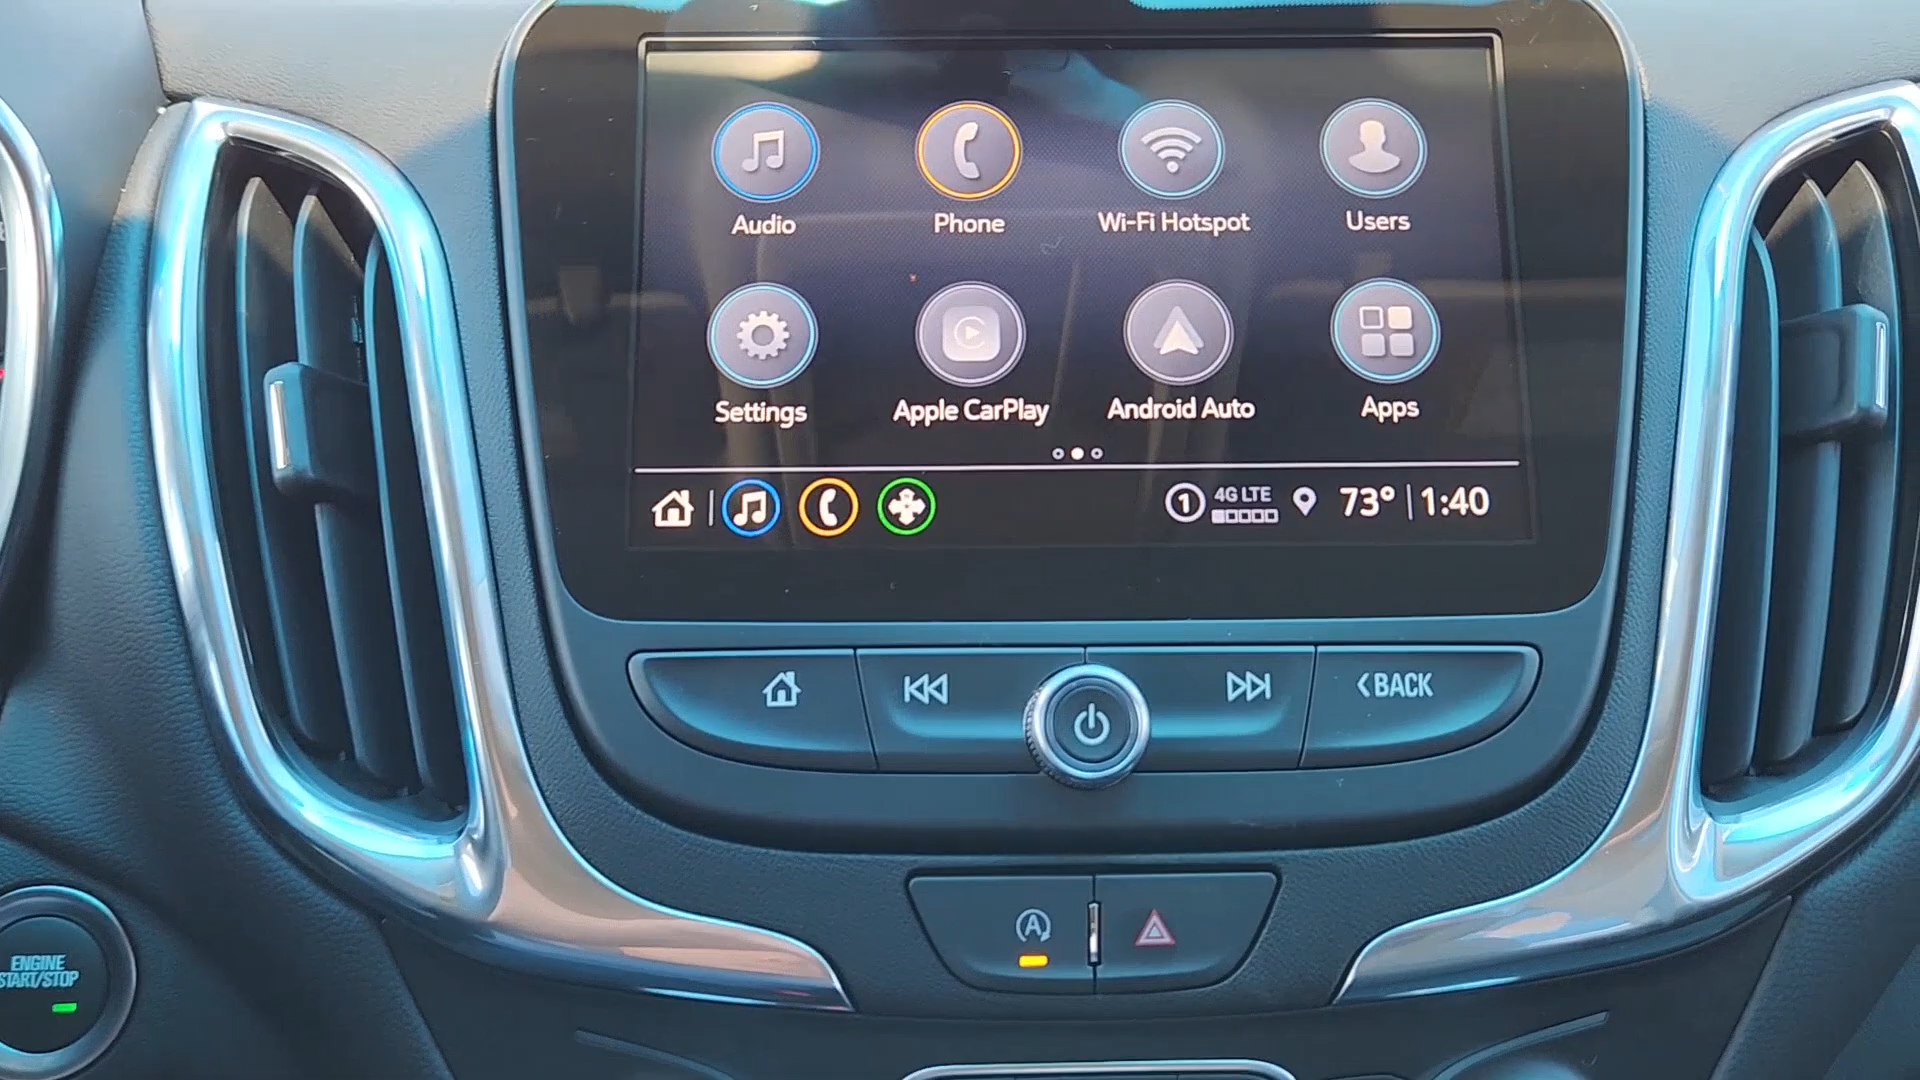 Audio
Phone
Wi-Fi Hotspot
Users
Settings
Apple CarPlay
Android Auto
Apps
1
4G LTE
73°
1:40
BACK
A
ENGINE
START/STOP